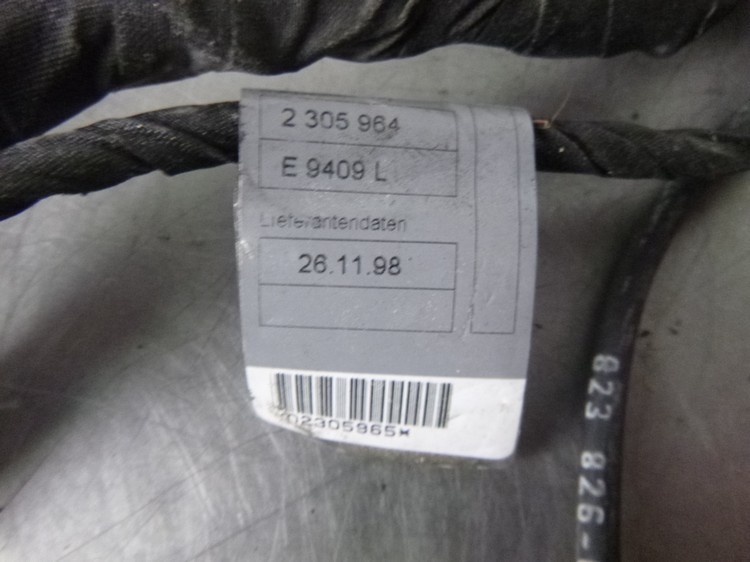 2 305 964
E 9409 L
Lieferantendaten
26.11.98
02305965*
823 826-